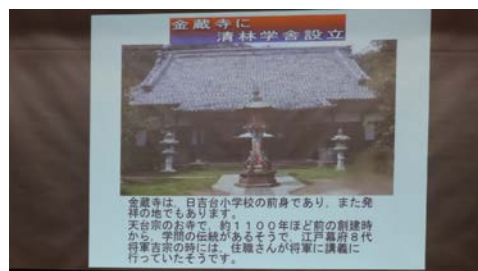 金蔵寺に
清林学舎設立
金蔵寺は、日吉台小学校の前身であり、また発
祥の地でもあります。
天台宗のお寺で、約1100年ほど前の創建時
から、学問の伝統があるそうで、江戸幕府8代
将軍吉宗の時には、住職さんが将軍に講義に
行っていたそうです。